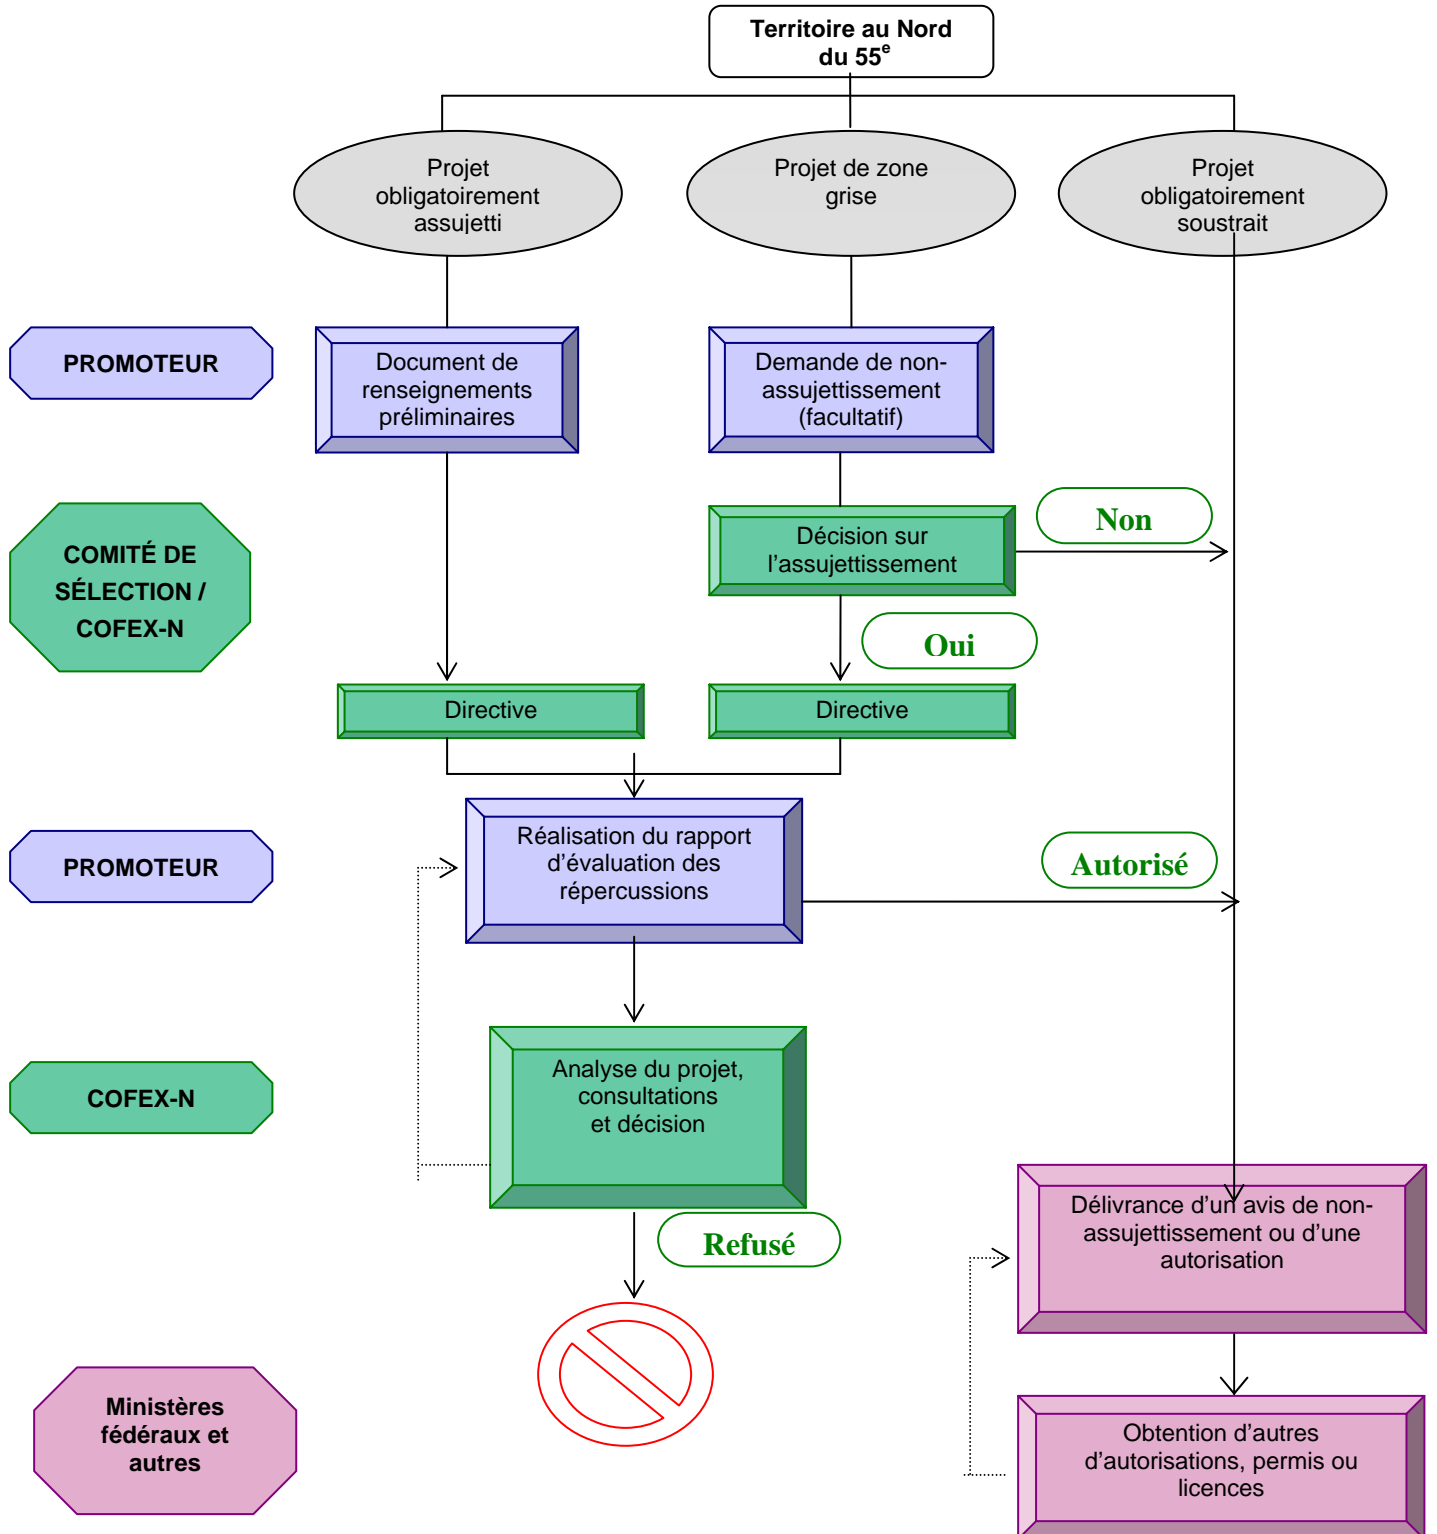 Territoire au Nord
du 55e
Projet
obligatoirement
assujetti
Projet de zone
grise
Projet
obligatoirement
soustrait
PROMOTEUR
Document de
renseignements
préliminaires
Demande de non-
assujettissement
(facultatif)
COMITÉ DE
SÉLECTION /
COFEX-N
Décision sur
l’assujettissement
Non
Oui
Directive
Directive
PROMOTEUR
Réalisation du rapport
d’évaluation des
répercussions
Autorisé
COFEX-N
Analyse du projet,
consultations
et décision
Refusé
Délivrance d’un avis de non-
assujettissement ou d’une
autorisation
Ministères
fédéraux et
autres
Obtention d’autres
d’autorisations, permis ou
licences